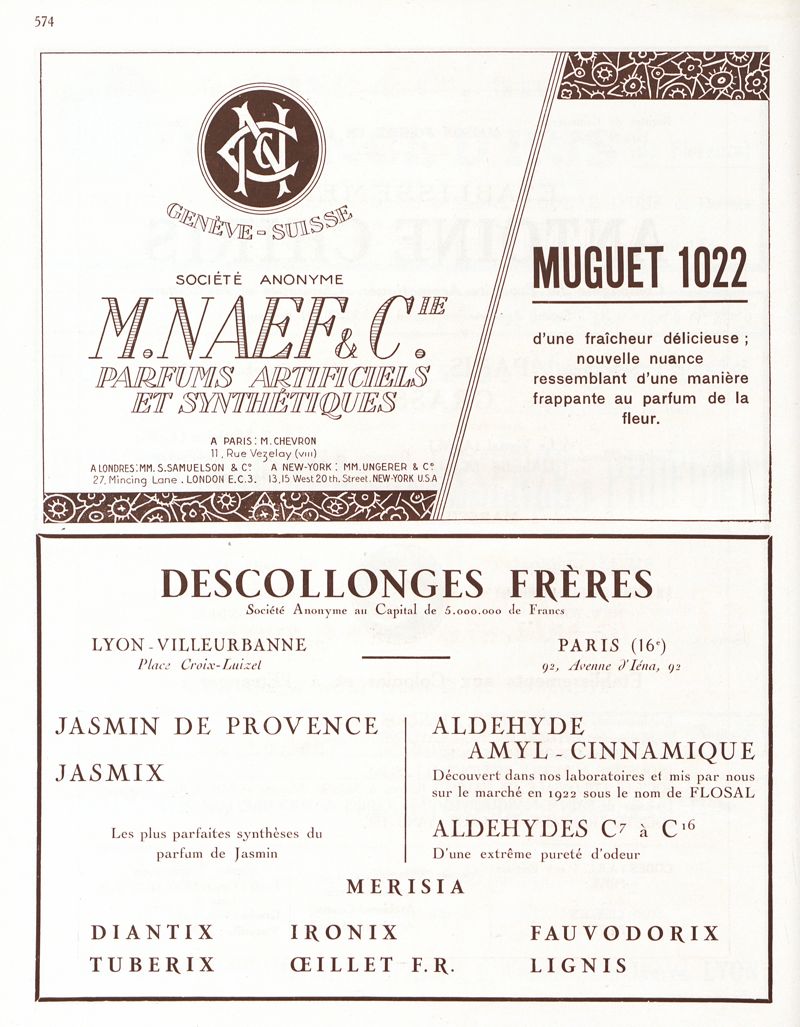 574
NCN
GENÈVE - SUISSE
SOCIÉTÉ ANONYME
M. NAEF & CIE.
PARFUMS ARTIFICIELS
ET SYNTHÉTIQUES
A PARIS: M. CHEVRON
11, Rue Vézelay (VIII)
A LONDRES: MM. S. SAMUELSON & Co. A NEW-YORK: MM. UNGERER & Co.
27, Mincing Lane. LONDON E.C.3. 13,15 West 20th. Street. NEW-YORK U.S.A
MUGUET 1022
d'une fraîcheur délicieuse ;
nouvelle nuance
ressemblant d'une manière
frappante au parfum de la
fleur.
DESCOLLONGES FRÈRES
Société Anonyme au Capital de 5.000.000 de Francs
LYON-VILLEURBANNE
Place Croix-Luizet
PARIS (16e)
92, Avenue d'Iéna, 92
JASMIN DE PROVENCE
JASMIX
Les plus parfaites synthèses du
parfum de Jasmin
ALDEHYDE
AMYL-CINNAMIQUE
Découvert dans nos laboratoires et mis par nous
sur le marché en 1922 sous le nom de FLOSAL
ALDEHYDES C7 à C16
D'une extrême pureté d'odeur
MERISIA
DIANTIX IRONIX FAUVODORIX
TUBERIX ŒILLET F.R. LIGNIS